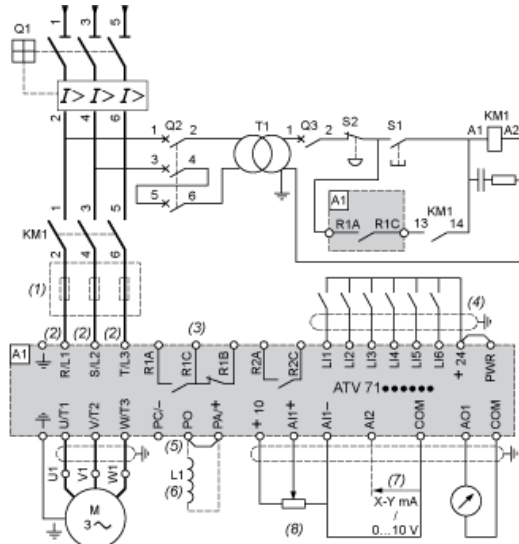 1 3 5
Q1
I> I> I>
2 4 6
1 Q2 2
3 4
5 6
T1
1 Q3 2
S2
S1
KM1
A1 A2
A1
R1A R1C
13 KM1 14
1 3 5
KM1
2 4 6
(1)
(2) (2) (2)
(3)
(4)
A1
R/L1 S/L2 T/L3
R1A R1C R1B R2A R2C
LI1 LI2 LI3 LI4 LI5 LI6 + 24 PWR
ATV 71●●●●●●●
U/T1 V/T2 W/T3
PC/- PO PA/+
+ 10 AI1+ AI1- AI2 COM AO1 COM
U1 V1 W1
(5)
L1
(6)
(7)
X-Y mA
/
0...10 V
(8)
M
3 ~